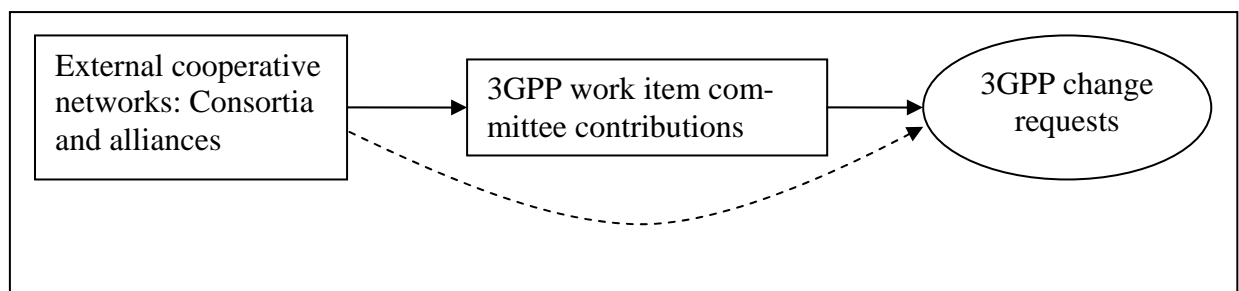 External cooperative
networks: Consortia
and alliances
3GPP work item com-
mittee contributions
3GPP change
requests